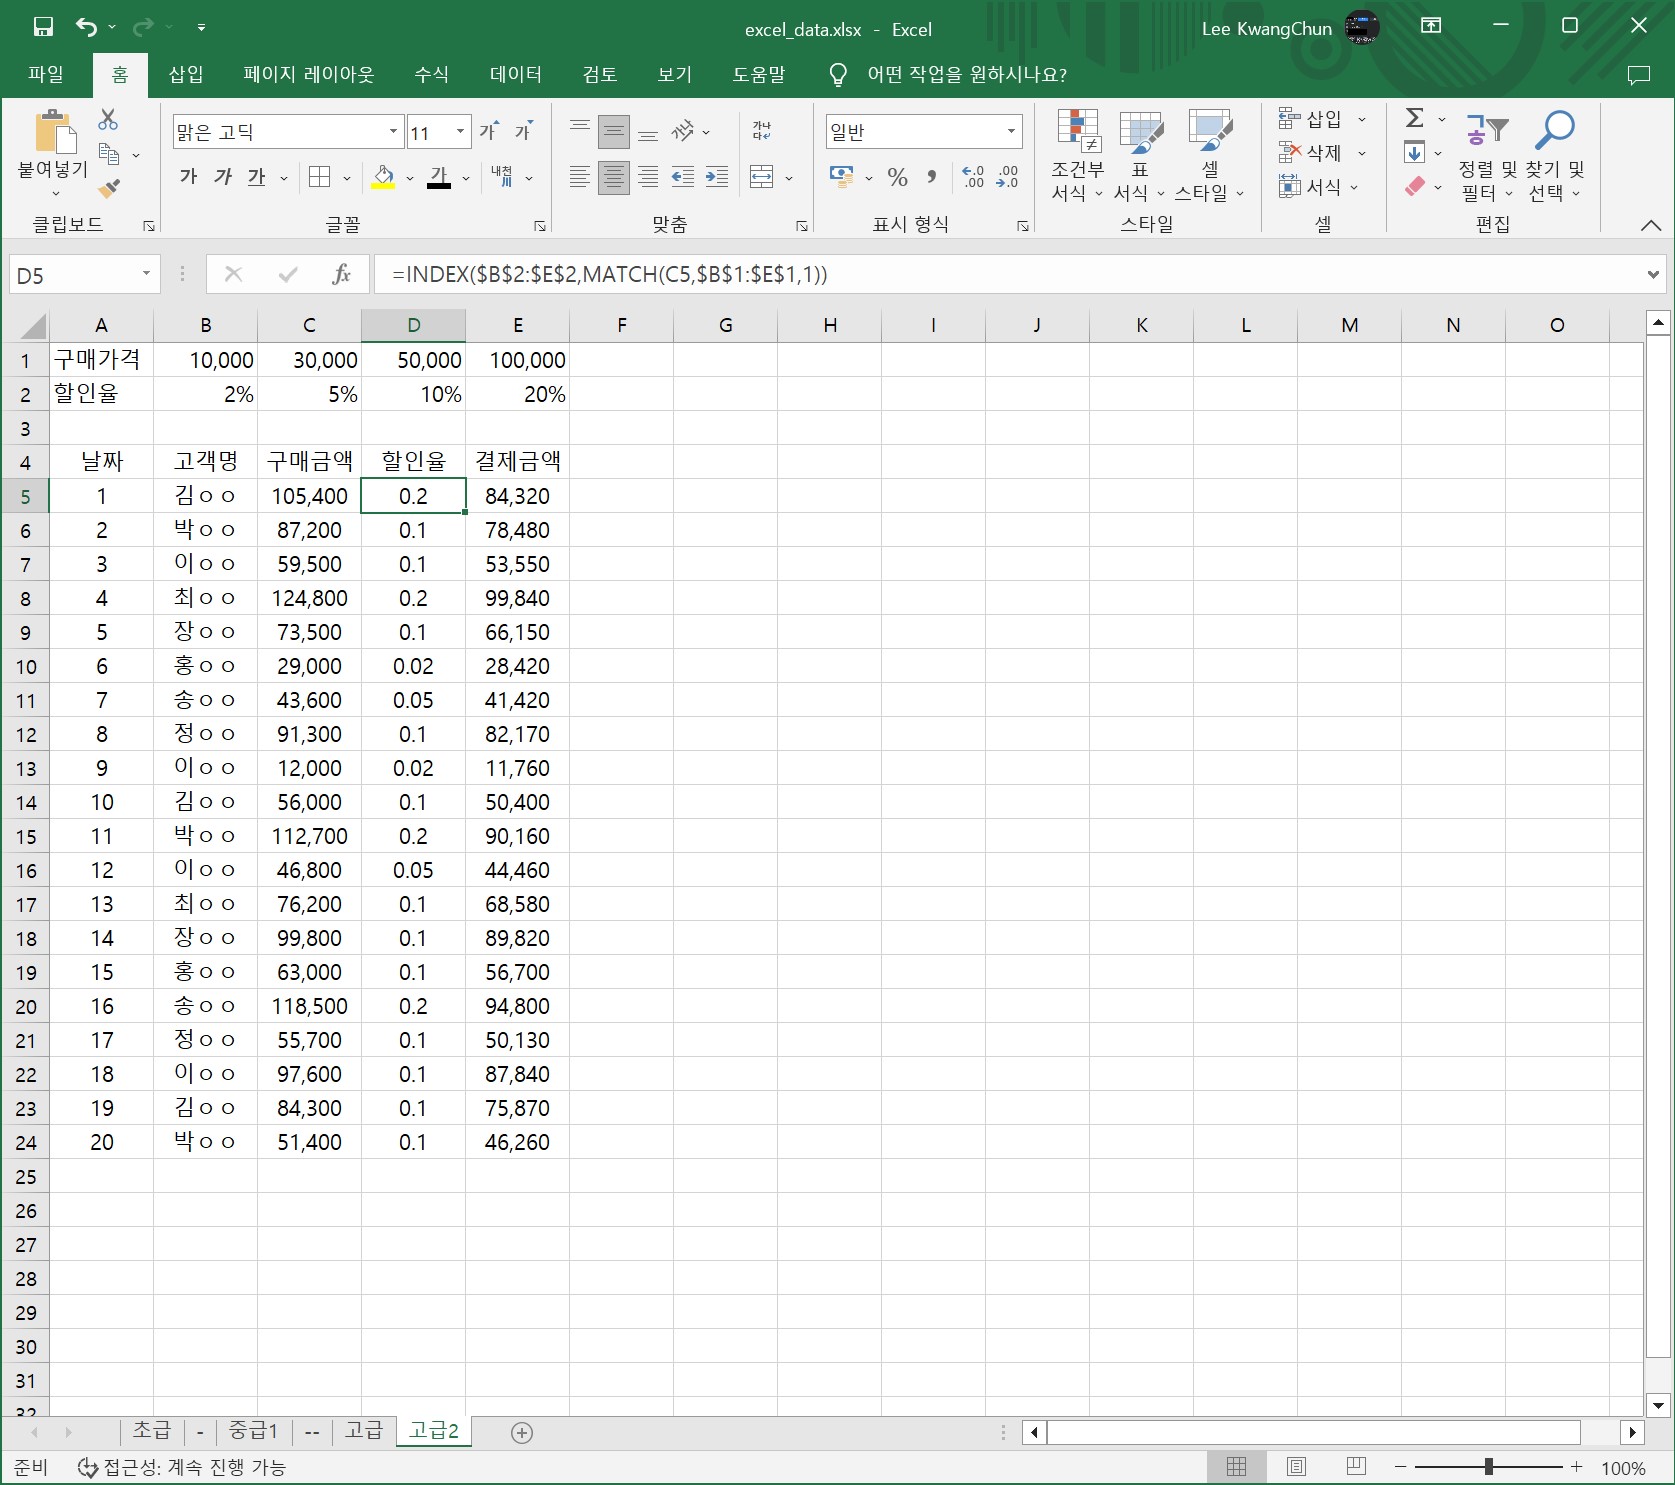 excel_data.xlsx - Excel
Lee KwangChun
파일 홈 삽입 페이지 레이아웃 수식 데이터 검토 보기 도움말 어떤 작업을 원하시나요?
붙여넣기
클립보드
맑은 고딕 11
가 가
가 가 가 가 내천 川
글꼴
가나 다
맞춤
일반
% , .00 .00
표시 형식
조건부 서식
표 서식
셀 스타일
스타일
삽입
삭제
서식
셀
Σ
정렬 및 필터
찾기 및 선택
편집
D5 fx =INDEX($B$2:$E$2,MATCH(C5,$B$1:$E$1,1))
A B C D E F G H I J K L M N O
1 구매가격 10,000 30,000 50,000 100,000
2 할인율 2% 5% 10% 20%
3
4 날짜 고객명 구매금액 할인율 결제금액
5 1 김ㅇㅇ 105,400 0.2 84,320
6 2 박ㅇㅇ 87,200 0.1 78,480
7 3 이ㅇㅇ 59,500 0.1 53,550
8 4 최ㅇㅇ 124,800 0.2 99,840
9 5 장ㅇㅇ 73,500 0.1 66,150
10 6 홍ㅇㅇ 29,000 0.02 28,420
11 7 송ㅇㅇ 43,600 0.05 41,420
12 8 정ㅇㅇ 91,300 0.1 82,170
13 9 이ㅇㅇ 12,000 0.02 11,760
14 10 김ㅇㅇ 56,000 0.1 50,400
15 11 박ㅇㅇ 112,700 0.2 90,160
16 12 이ㅇㅇ 46,800 0.05 44,460
17 13 최ㅇㅇ 76,200 0.1 68,580
18 14 장ㅇㅇ 99,800 0.1 89,820
19 15 홍ㅇㅇ 63,000 0.1 56,700
20 16 송ㅇㅇ 118,500 0.2 94,800
21 17 정ㅇㅇ 55,700 0.1 50,130
22 18 이ㅇㅇ 97,600 0.1 87,840
23 19 김ㅇㅇ 84,300 0.1 75,870
24 20 박ㅇㅇ 51,400 0.1 46,260
25
26
27
28
29
30
31
32
초급 - 중급1 -- 고급 고급2
준비 접근성: 계속 진행 가능 100%